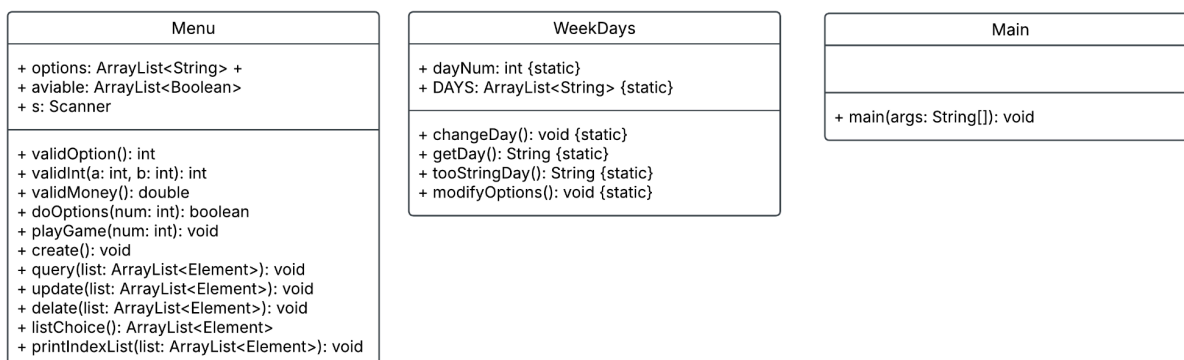 Menu
+ options: ArrayList<String> +
+ aviable: ArrayList<Boolean>
+ s: Scanner
+ validOption(): int
+ validInt(a: int, b: int): int
+ validMoney(): double
+ doOptions(num: int): boolean
+ playGame(num: int): void
+ create(): void
+ query(list: ArrayList<Element>): void
+ update(list: ArrayList<Element>): void
+ delate(list: ArrayList<Element>): void
+ listChoice(): ArrayList<Element>
+ printIndexList(list: ArrayList<Element>): void
WeekDays
+ dayNum: int {static}
+ DAYS: ArrayList<String> {static}
+ changeDay(): void {static}
+ getDay(): String {static}
+ tooStringDay(): String {static}
+ modifyOptions(): void {static}
Main
+ main(args: String[]): void